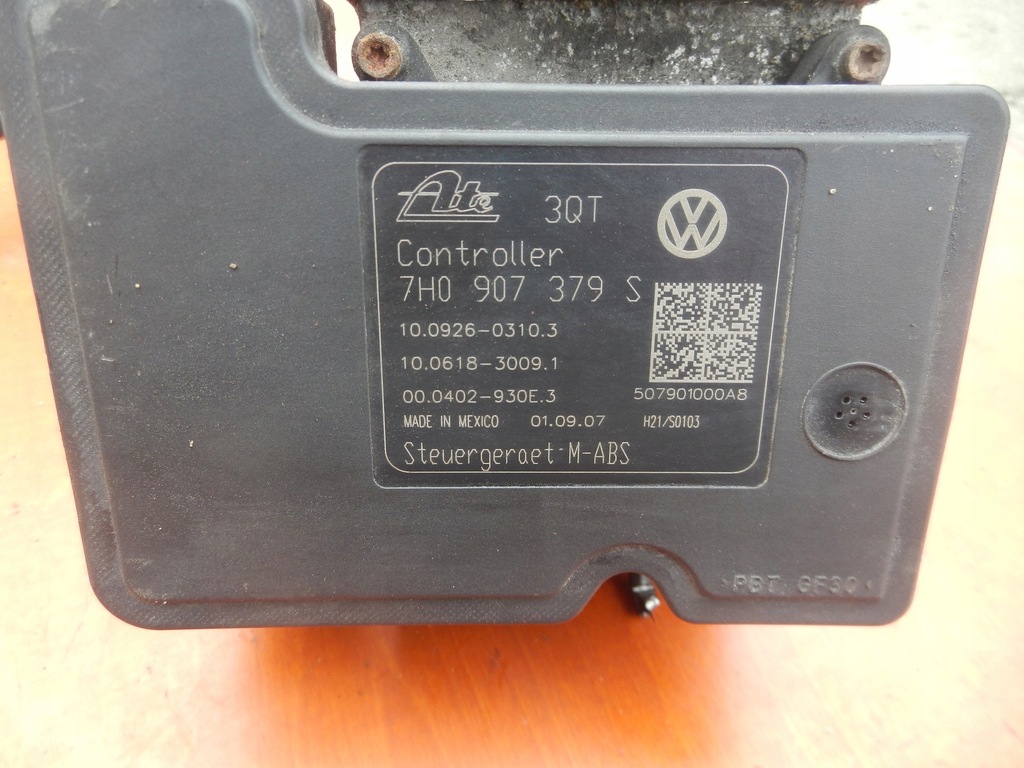 Ate 3QT
Controller
7H0 907 379 S
10.0926-0310.3
10.0618-3009.1
00.0402-930E.3 507901000A8
MADE IN MEXICO 01.09.07 H21/S0103
Steuergeraet M-ABS
>PBT GF30<